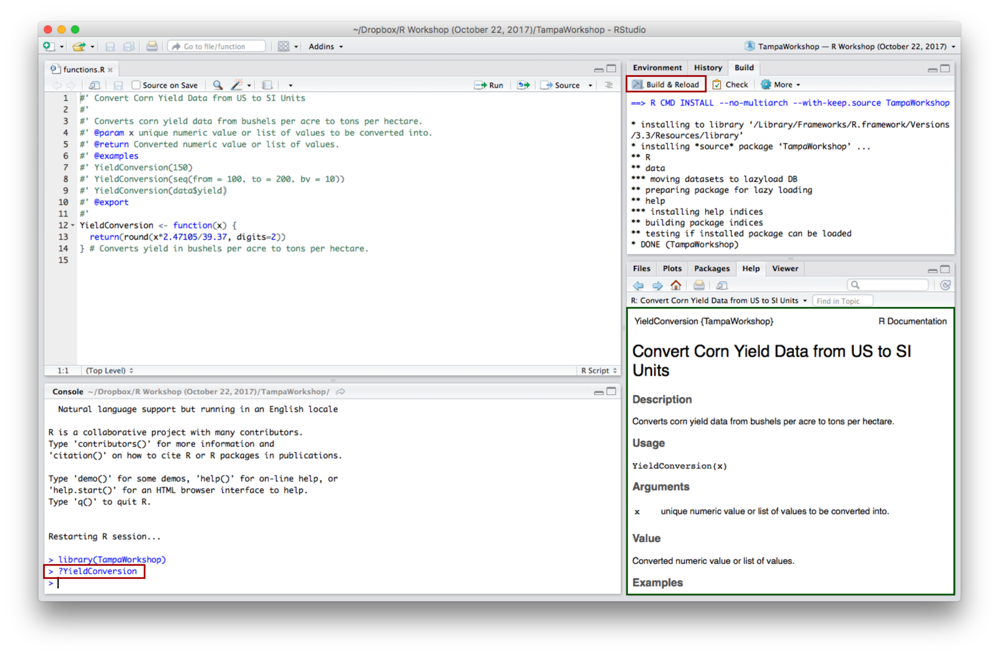 ~/Dropbox/R Workshop (October 22, 2017)/TampaWorkshop - RStudio
Go to file/function
Addins
TampaWorkshop — R Workshop (October 22, 2017)
functions.R
Source on Save
Run
Source
1 #' Convert Corn Yield Data from US to SI Units
2 #'
3 #' Converts corn yield data from bushels per acre to tons per hectare.
4 #' @param x unique numeric value or list of values to be converted into.
5 #' @return Converted numeric value or list of values.
6 #' @examples
7 #' YieldConversion(150)
8 #' YieldConversion(seq(from = 100, to = 200, by = 10))
9 #' YieldConversion(data$yield)
10 #' @export
11 #'
12 YieldConversion <- function(x) {
13 return(round(x*2.47105/39.37, digits=2))
14 } # Converts yield in bushels per acre to tons per hectare.
15
1:1 (Top Level) R Script
Console ~/Dropbox/R Workshop (October 22, 2017)/TampaWorkshop/
Natural language support but running in an English locale
R is a collaborative project with many contributors.
Type 'contributors()' for more information and
'citation()' on how to cite R or R packages in publications.
Type 'demo()' for some demos, 'help()' for on-line help, or
'help.start()' for an HTML browser interface to help.
Type 'q()' to quit R.
Restarting R session...
> library(TampaWorkshop)
> ?YieldConversion
>
Environment History Build
Build & Reload Check More
==> R CMD INSTALL --no-multiarch --with-keep.source TampaWorkshop
* installing to library ‘/Library/Frameworks/R.framework/Versions
/3.3/Resources/library’
* installing *source* package ‘TampaWorkshop’ ...
** R
** data
*** moving datasets to lazyload DB
** preparing package for lazy loading
** help
*** installing help indices
** building package indices
** testing if installed package can be loaded
* DONE (TampaWorkshop)
Files Plots Packages Help Viewer
R: Convert Corn Yield Data from US to SI Units Find in Topic
YieldConversion {TampaWorkshop} R Documentation
Convert Corn Yield Data from US to SI
Units
Description
Converts corn yield data from bushels per acre to tons per hectare.
Usage
YieldConversion(x)
Arguments
x unique numeric value or list of values to be converted into.
Value
Converted numeric value or list of values.
Examples